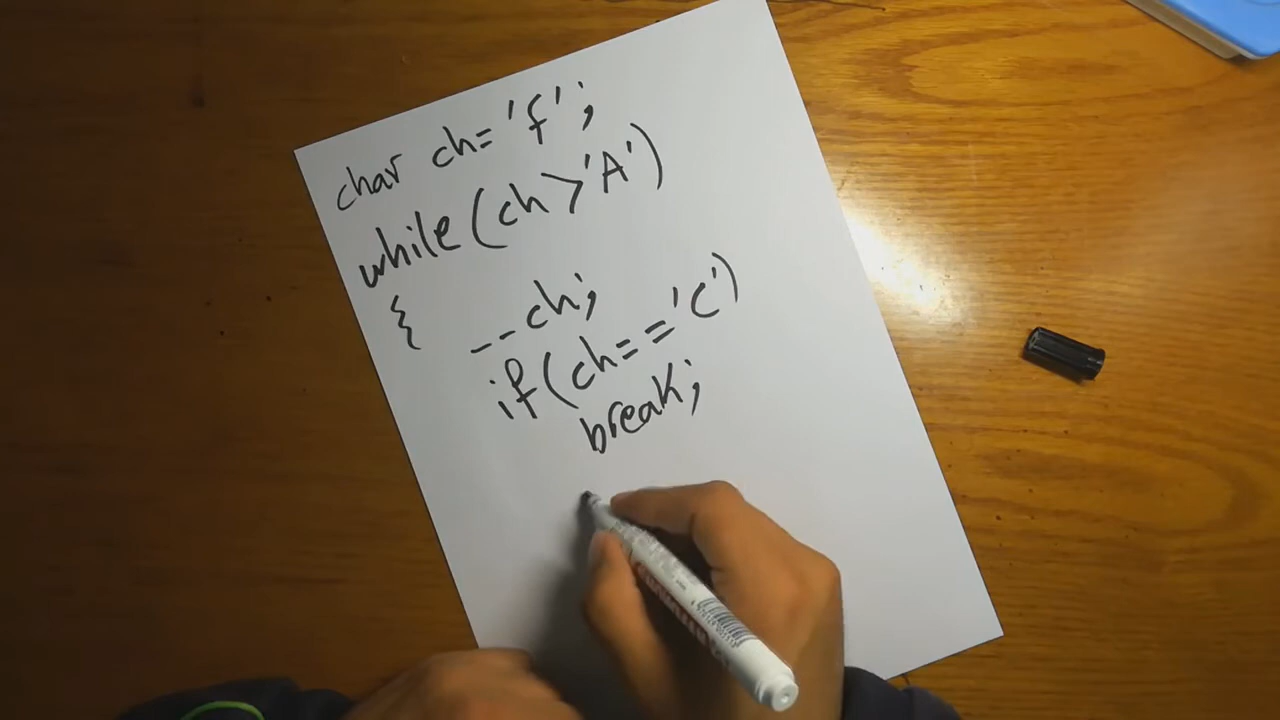 char ch='f';
while(ch>'A')
{ --ch;
if(ch=='C')
break;